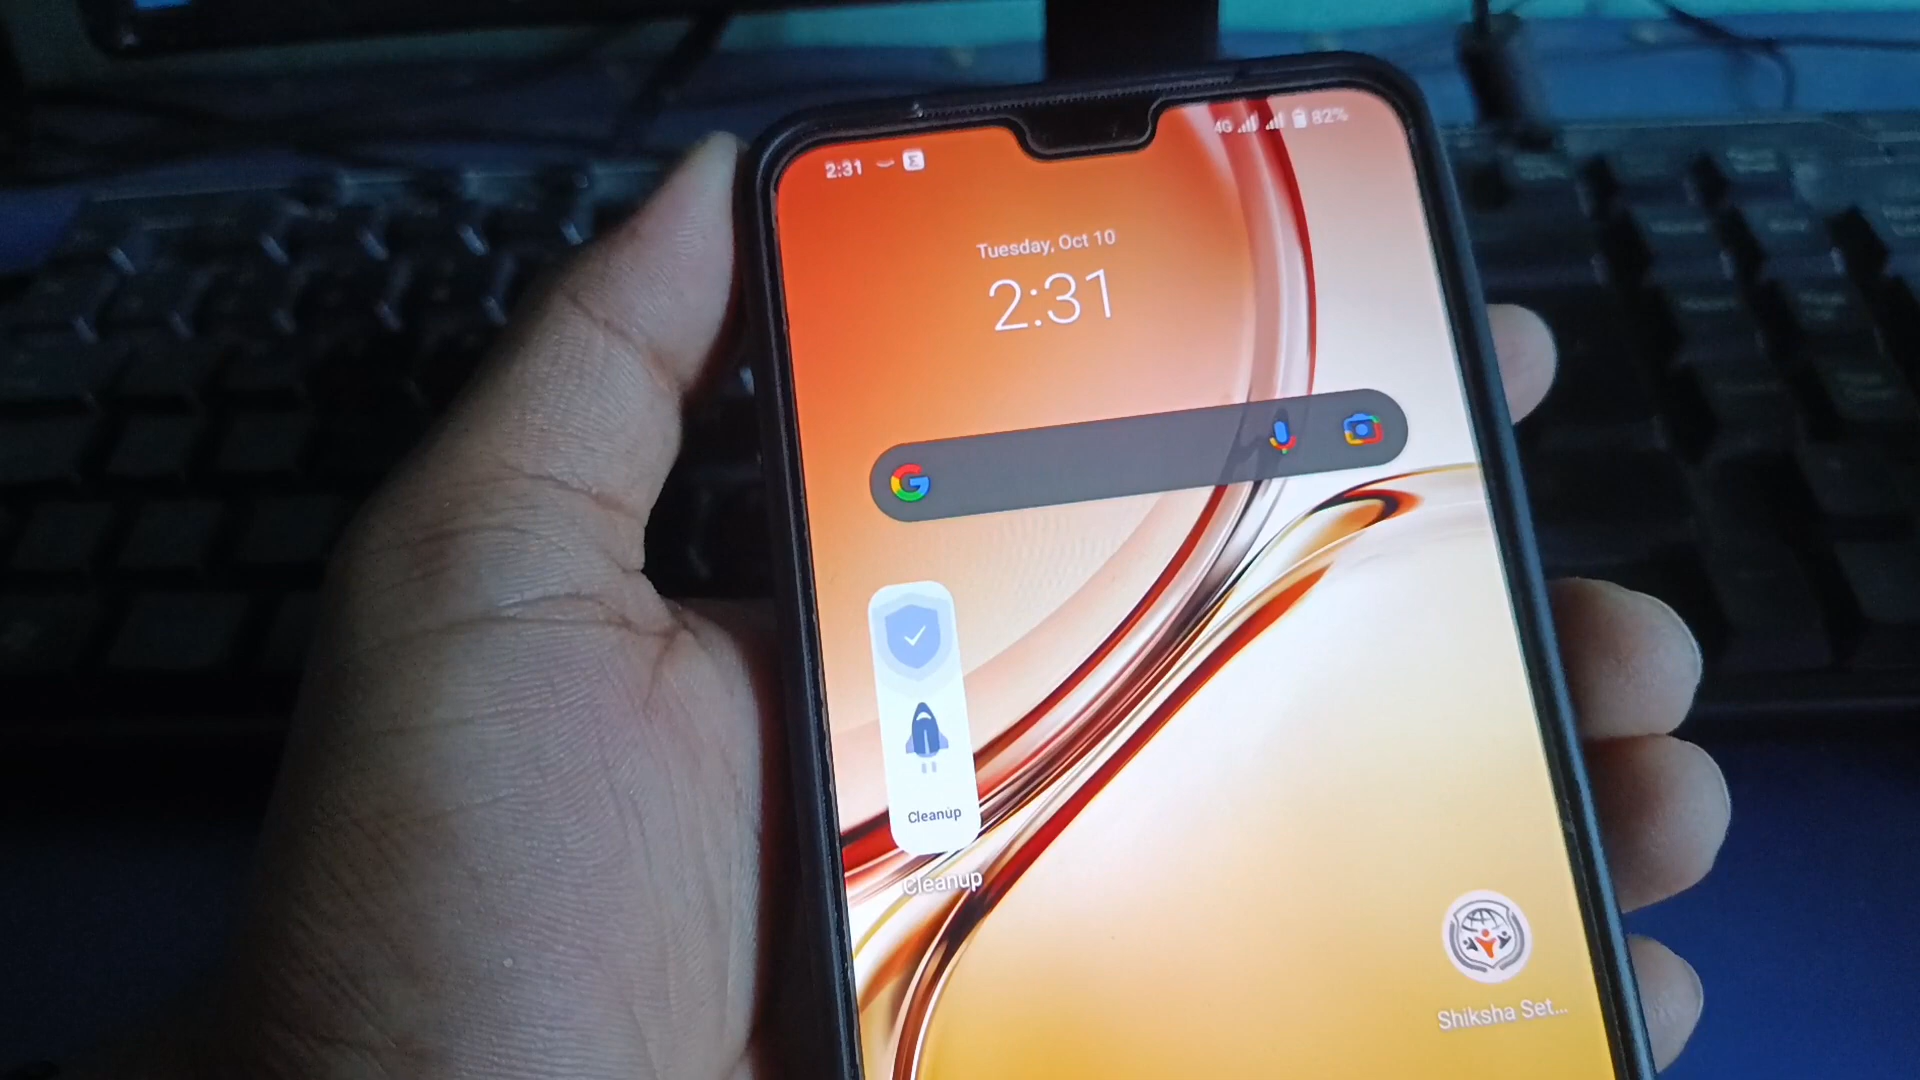 2:31
4G 82%
Tuesday, Oct 10
2:31
Cleanup
Cleanup
Shiksha Set...